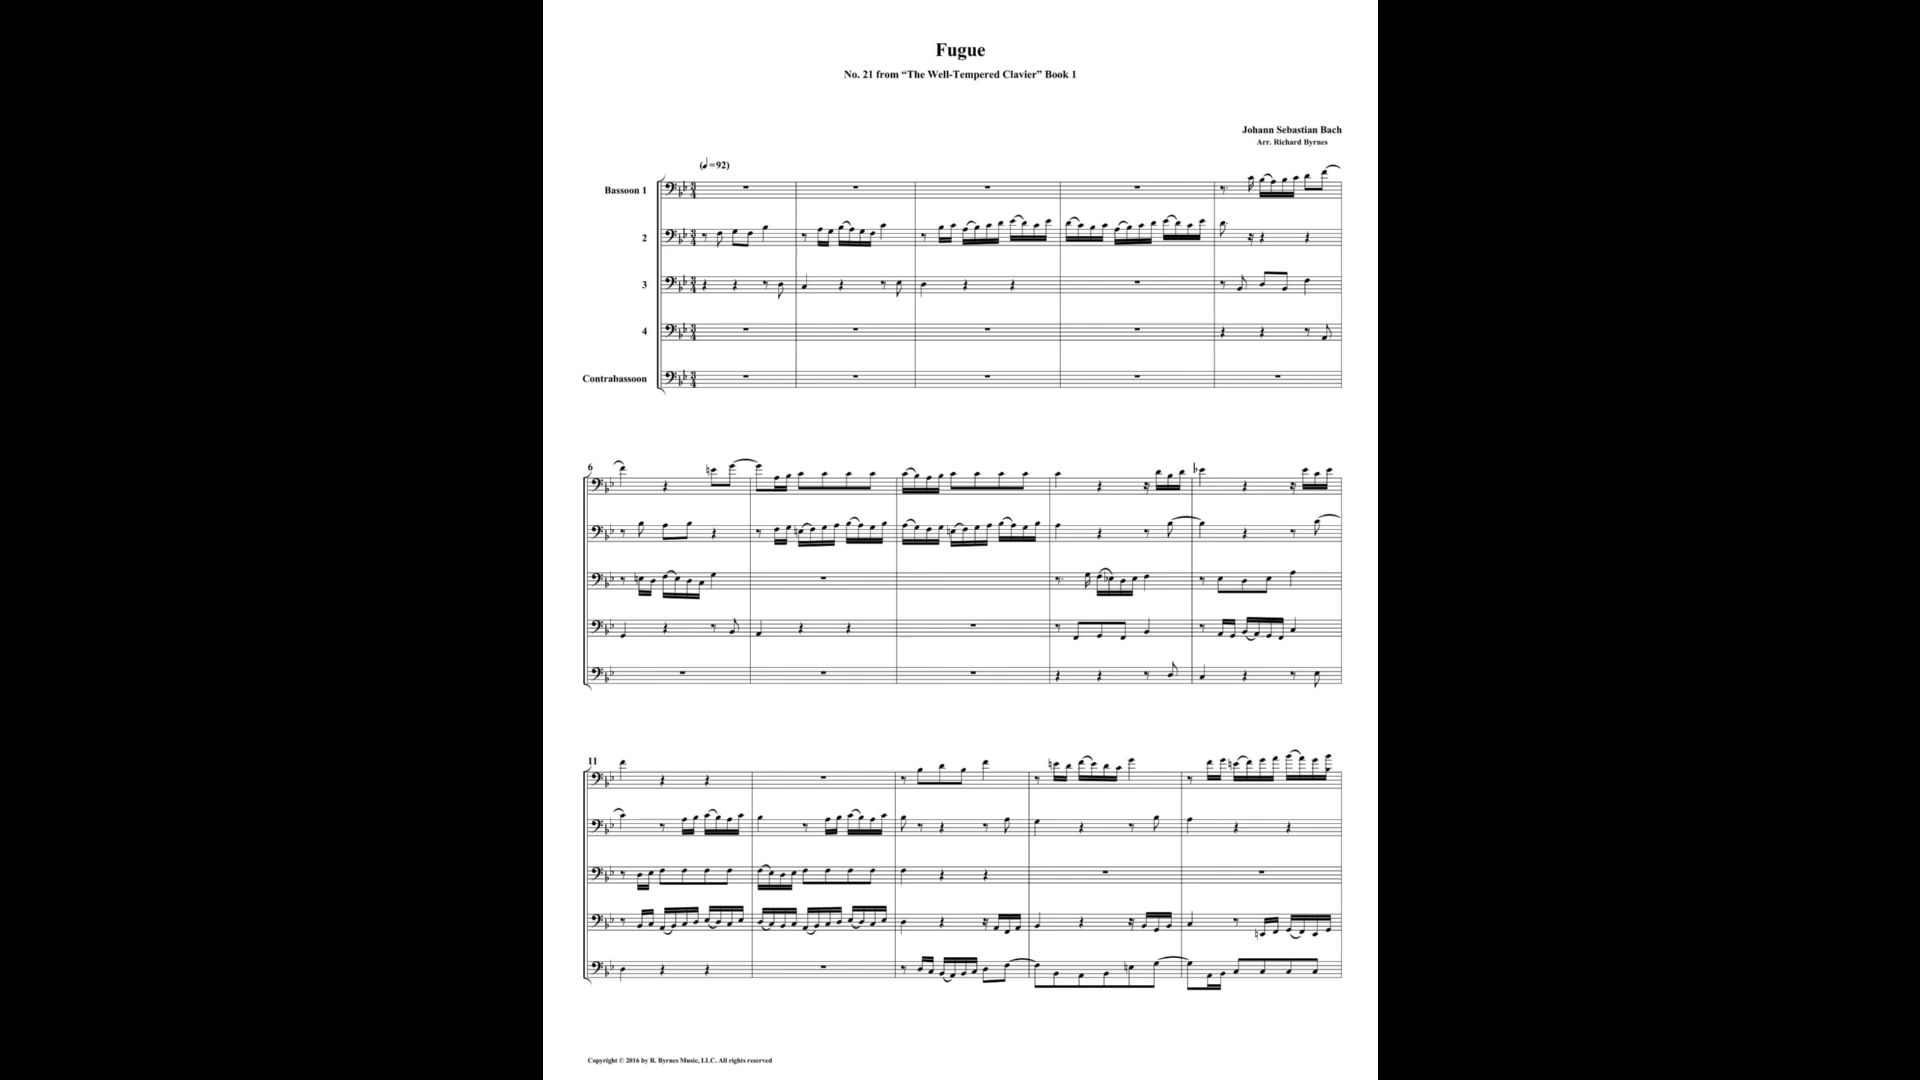 Fugue
No. 21 from “The Well-Tempered Clavier” Book 1
Johann Sebastian Bach
Arr. Richard Byrnes
(♩=92)
Bassoon 1
2
3
4
Contrabassoon
6
11
Copyright © 2016 by R. Byrnes Music, LLC. All rights reserved